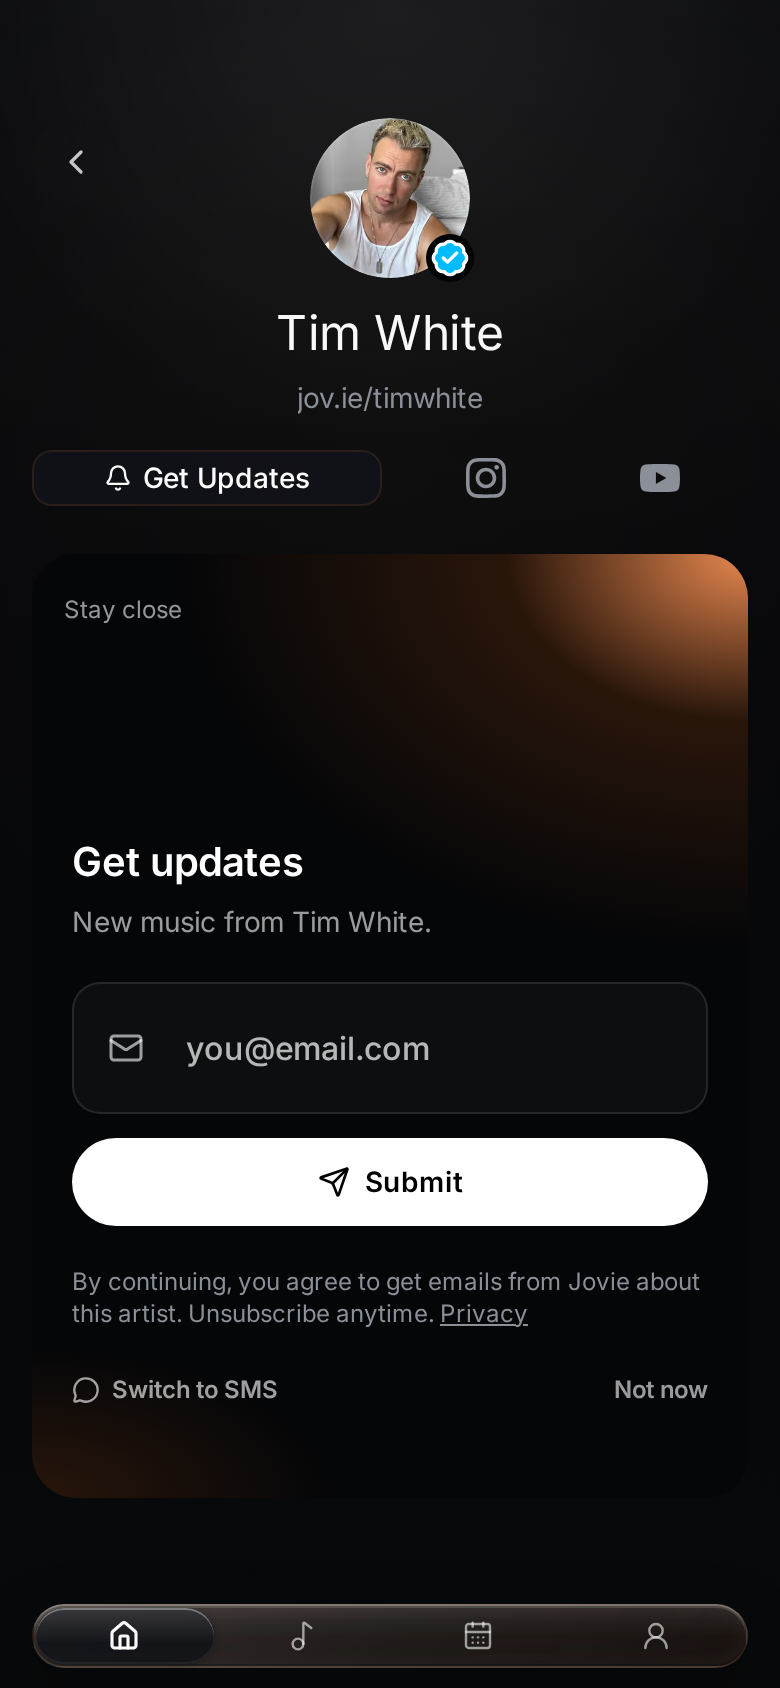 Tim White
jov.ie/timwhite
Get Updates
Stay close
Get updates
New music from Tim White.
you@email.com
Submit
By continuing, you agree to get emails from Jovie about
this artist. Unsubscribe anytime. Privacy
Switch to SMS
Not now